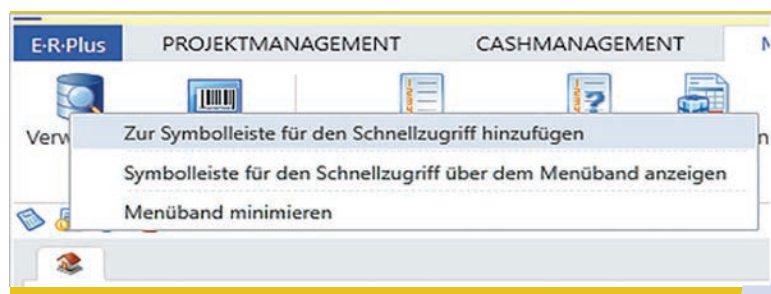 E·R·Plus PROJEKTMANAGEMENT CASHMANAGEMENT
Verw
Zur Symbolleiste für den Schnellzugriff hinzufügen
Symbolleiste für den Schnellzugriff über dem Menüband anzeigen
Menüband minimieren